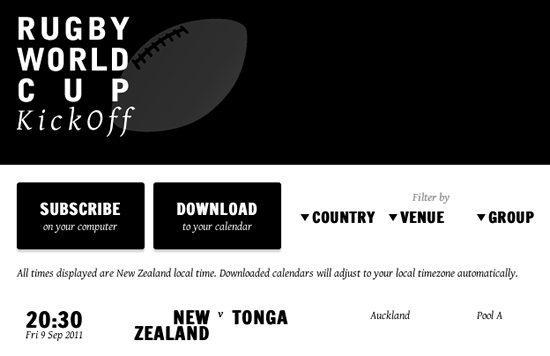 RUGBY
WORLD
CUP
KickOff
SUBSCRIBE
on your computer
DOWNLOAD
to your calendar
Filter by
COUNTRY
VENUE
GROUP
All times displayed are New Zealand local time. Downloaded calendars will adjust to your local timezone automatically.
20:30
Fri 9 Sep 2011
NEW ZEALAND v TONGA
Auckland
Pool A